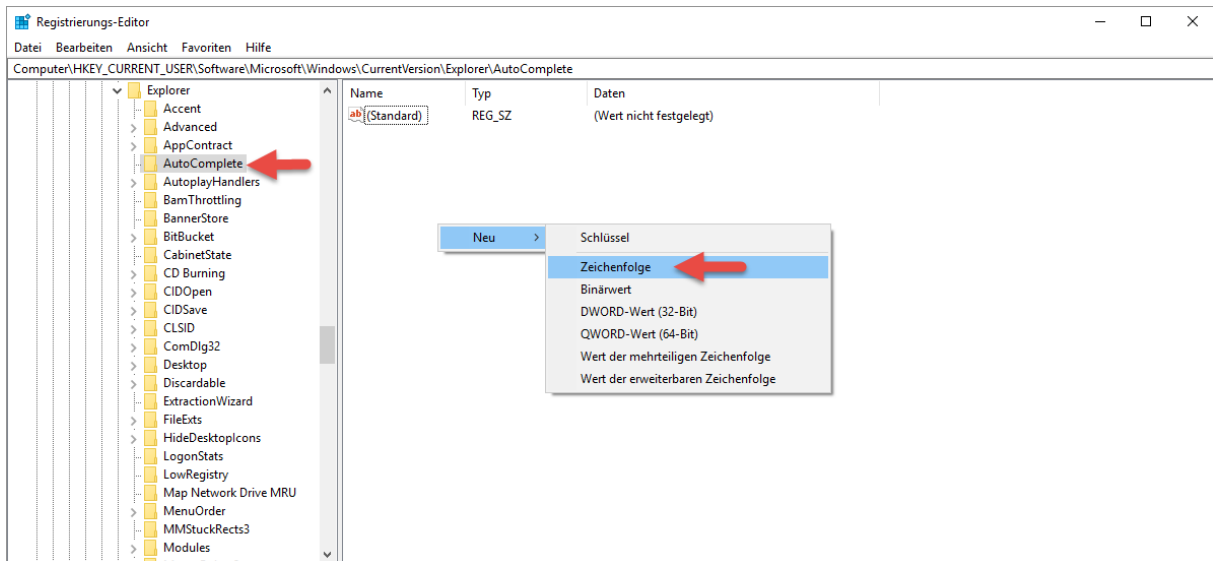 Registrierungs-Editor
Datei Bearbeiten Ansicht Favoriten Hilfe
Computer\HKEY_CURRENT_USER\Software\Microsoft\Windows\CurrentVersion\Explorer\AutoComplete
Explorer
Accent
Advanced
AppContract
AutoComplete
AutoplayHandlers
BamThrottling
BannerStore
BitBucket
CabinetState
CD Burning
CIDOpen
CIDSave
CLSID
ComDlg32
Desktop
Discardable
ExtractionWizard
FileExts
HideDesktopIcons
LogonStats
LowRegistry
Map Network Drive MRU
MenuOrder
MMStuckRects3
Modules
Name Typ Daten
ab (Standard) REG_SZ (Wert nicht festgelegt)
Neu
Schlüssel
Zeichenfolge
Binärwert
DWORD-Wert (32-Bit)
QWORD-Wert (64-Bit)
Wert der mehrteiligen Zeichenfolge
Wert der erweiterbaren Zeichenfolge